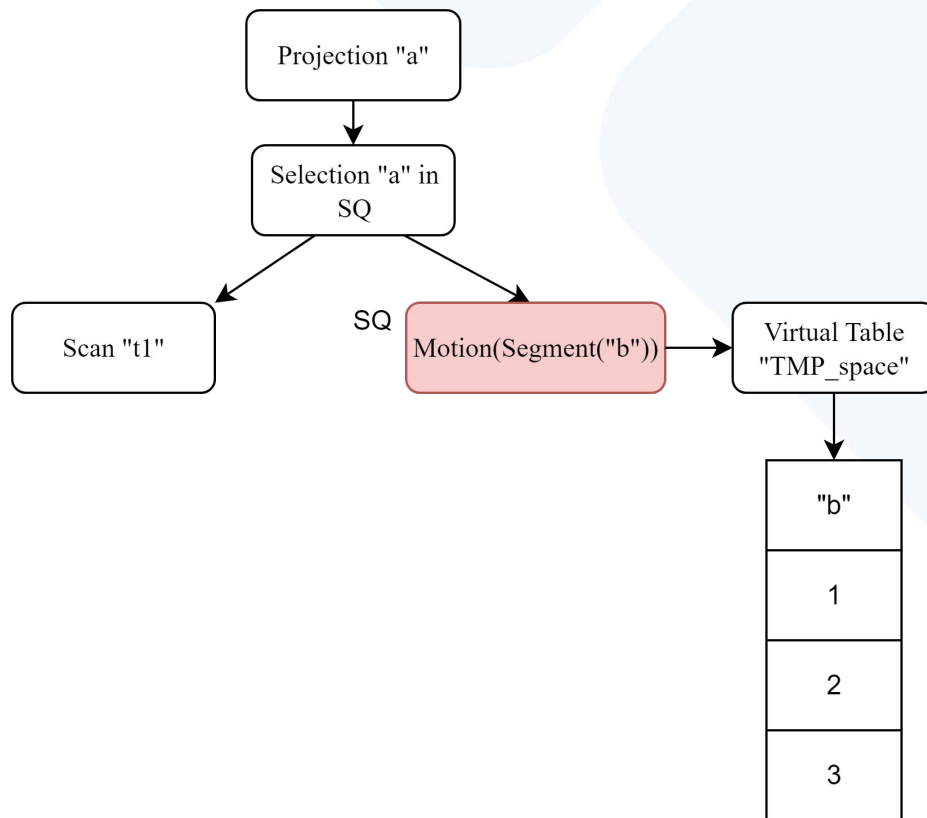 Projection "a"
Selection "a" in
SQ
Scan "t1"
SQ
Motion(Segment("b"))
Virtual Table
"TMP_space"
"b"
1
2
3